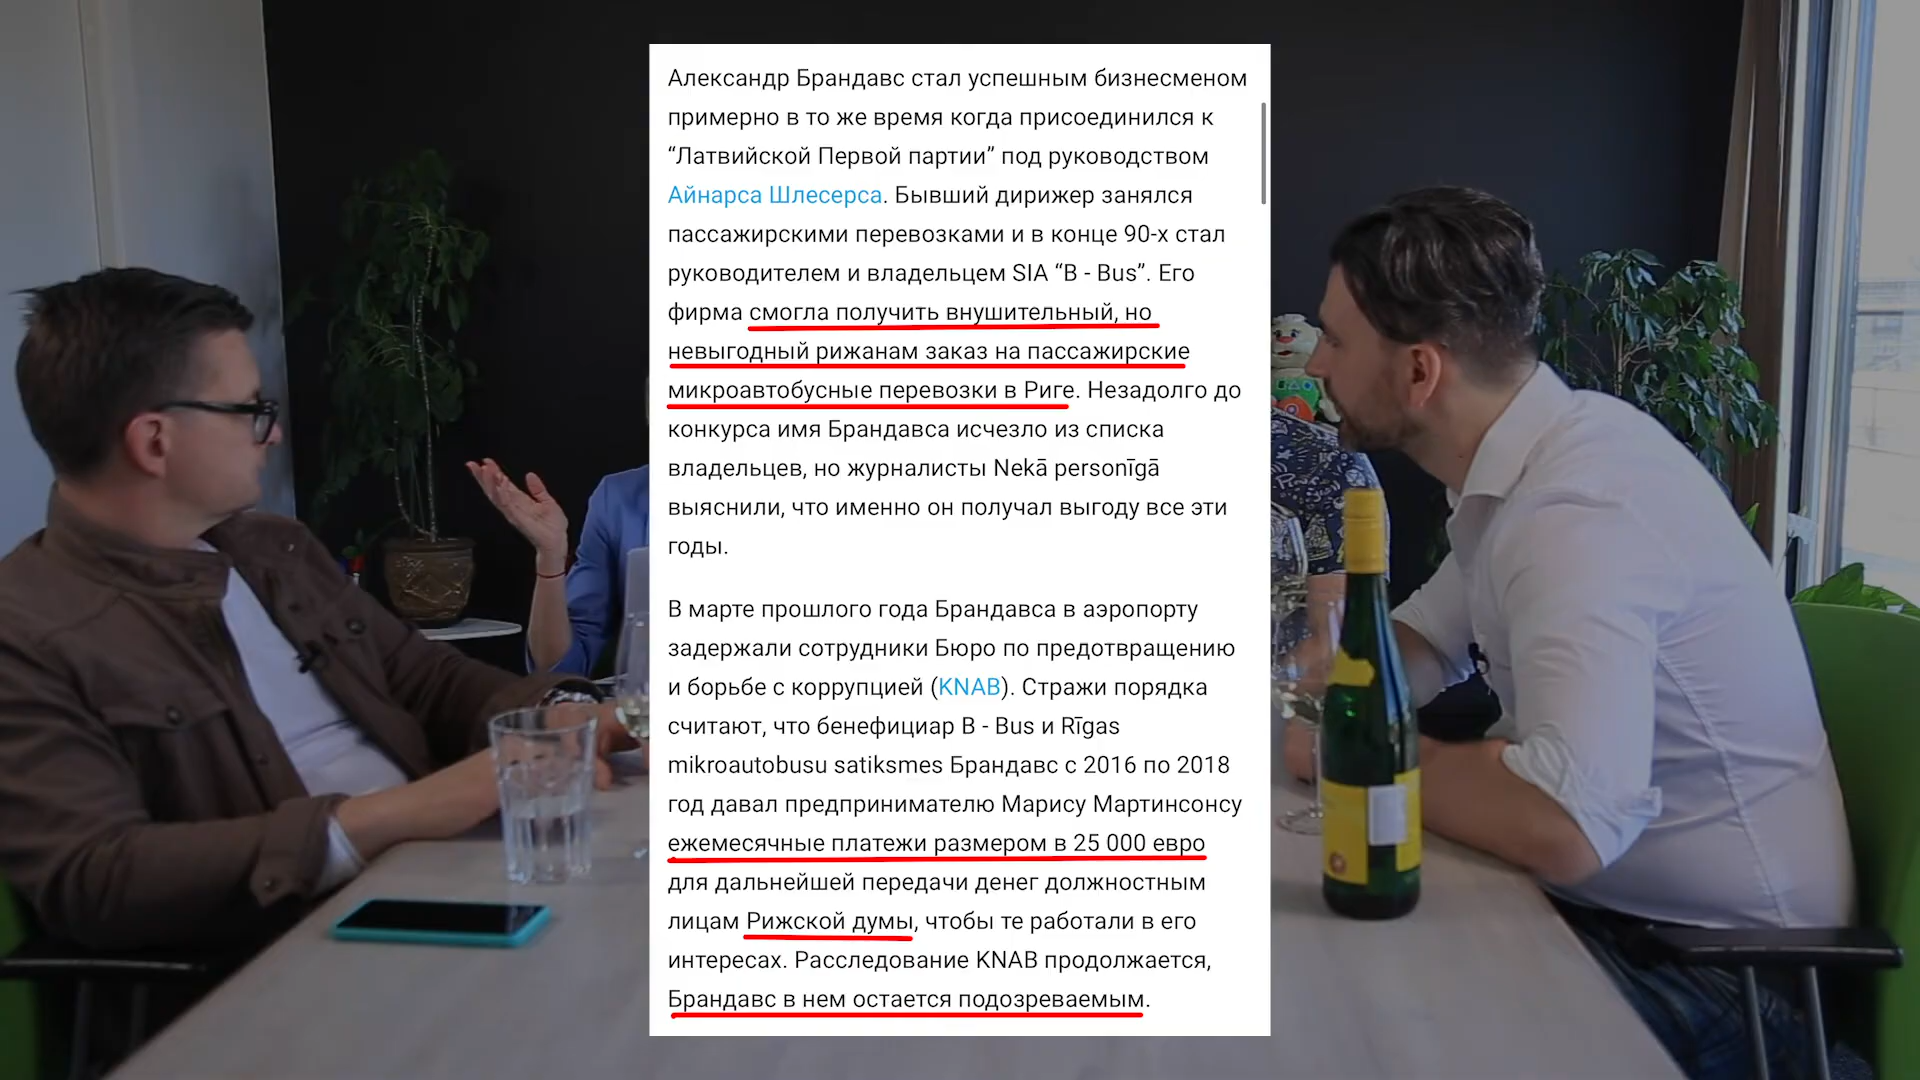 Александр Брандавс стал успешным бизнесменом
примерно в то же время когда присоединился к
“Латвийской Первой партии” под руководством
Айнарса Шлесерса. Бывший дирижер занялся
пассажирскими перевозками и в конце 90-х стал
руководителем и владельцем SIA “B - Bus”. Его
фирма смогла получить внушительный, но
невыгодный рижанам заказ на пассажирские
микроавтобусные перевозки в Риге. Незадолго до
конкурса имя Брандавса исчезло из списка
владельцев, но журналисты Nekā personīgā
выяснили, что именно он получал выгоду все эти
годы.
В марте прошлого года Брандавса в аэропорту
задержали сотрудники Бюро по предотвращению
и борьбе с коррупцией (KNAB). Стражи порядка
считают, что бенефициар B - Bus и Rīgas
mikroautobusu satiksmes Брандавс с 2016 по 2018
год давал предпринимателю Марису Мартинсонсу
ежемесячные платежи размером в 25 000 евро
для дальнейшей передачи денег должностным
лицам Рижской думы, чтобы те работали в его
интересах. Расследование KNAB продолжается,
Брандавс в нем остается подозреваемым.